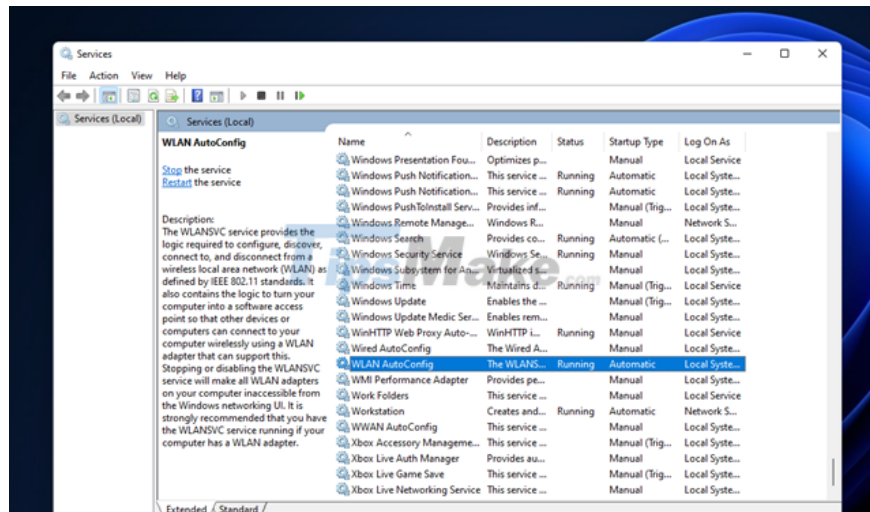 Services
File Action View Help
Services (Local)
Services (Local)
WLAN AutoConfig
Stop the service
Restart the service
Description:
The WLANSVC service provides the
logic required to configure, discover,
connect to, and disconnect from a
wireless local area network (WLAN) as
defined by IEEE 802.11 standards. It
also contains the logic to turn your
computer into a software access
point so that other devices or
computers can connect to your
computer wirelessly using a WLAN
adapter that can support this.
Stopping or disabling the WLANSVC
service will make all WLAN adapters
on your computer inaccessible from
the Windows networking UI. It is
strongly recommended that you have
the WLANSVC service running if your
computer has a WLAN adapter.
Name Description Status Startup Type Log On As
Windows Presentation Fou... Optimizes p... Manual Local Service
Windows Push Notification... This service ... Running Automatic Local Syste...
Windows Push Notification... This service ... Running Automatic Local Syste...
Windows PushToInstall Serv... Provides inf... Manual (Trig... Local Syste...
Windows Remote Manage... Windows R... Manual Network S...
Windows Search Provides co... Running Automatic (... Local Syste...
Windows Security Service Windows Se... Running Manual Local Syste...
Windows Subsystem for An... Virtualized s... Manual Local Syste...
Windows Time Maintains d... Running Manual (Trig... Local Service
Windows Update Enables the ... Manual (Trig... Local Syste...
Windows Update Medic Ser... Enables rem... Manual Local Syste...
WinHTTP Web Proxy Auto-... WinHTTP i... Running Manual Local Service
Wired AutoConfig The Wired A... Manual Local Syste...
WLAN AutoConfig The WLANS... Running Automatic Local Syste...
WMI Performance Adapter Provides pe... Manual Local Syste...
Work Folders This service ... Manual Local Service
Workstation Creates and... Running Automatic Network S...
WWAN AutoConfig This service ... Manual Local Syste...
Xbox Accessory Manageme... This service ... Manual (Trig... Local Syste...
Xbox Live Auth Manager Provides au... Manual Local Syste...
Xbox Live Game Save This service ... Manual (Trig... Local Syste...
Xbox Live Networking Service This service ... Manual Local Syste...
TipsMake.com
Extended Standard